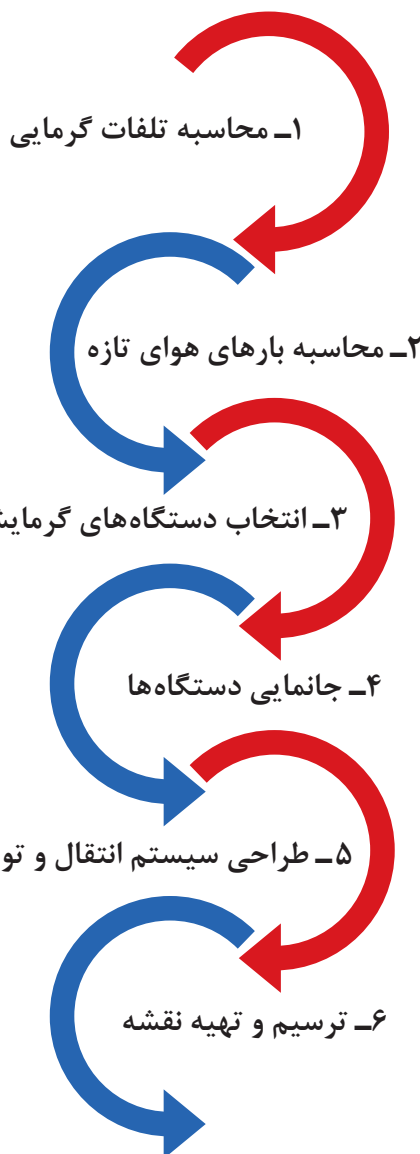 ۱ـ محاسبه تلفات گرمایی
۲ـ محاسبه بارهای هوای تازه
۳ـ انتخاب دستگاه‌های
۴ـ جانمایی دستگاه‌ها
۵ـ طراحی سیستم انتقال و
۶ـ ترسیم و تهیه نقشه